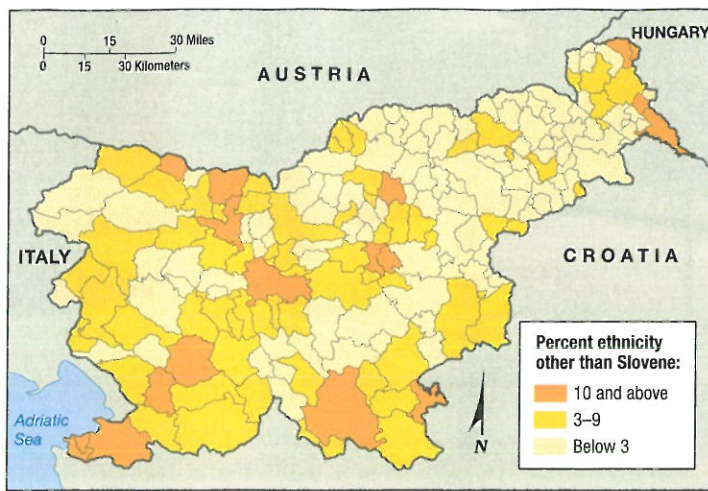 0 15 30 Miles
0 15 30 Kilometers
AUSTRIA
HUNGARY
ITALY
CROATIA
Adriatic
Sea
N
Percent ethnicity
other than Slovene:
10 and above
3–9
Below 3